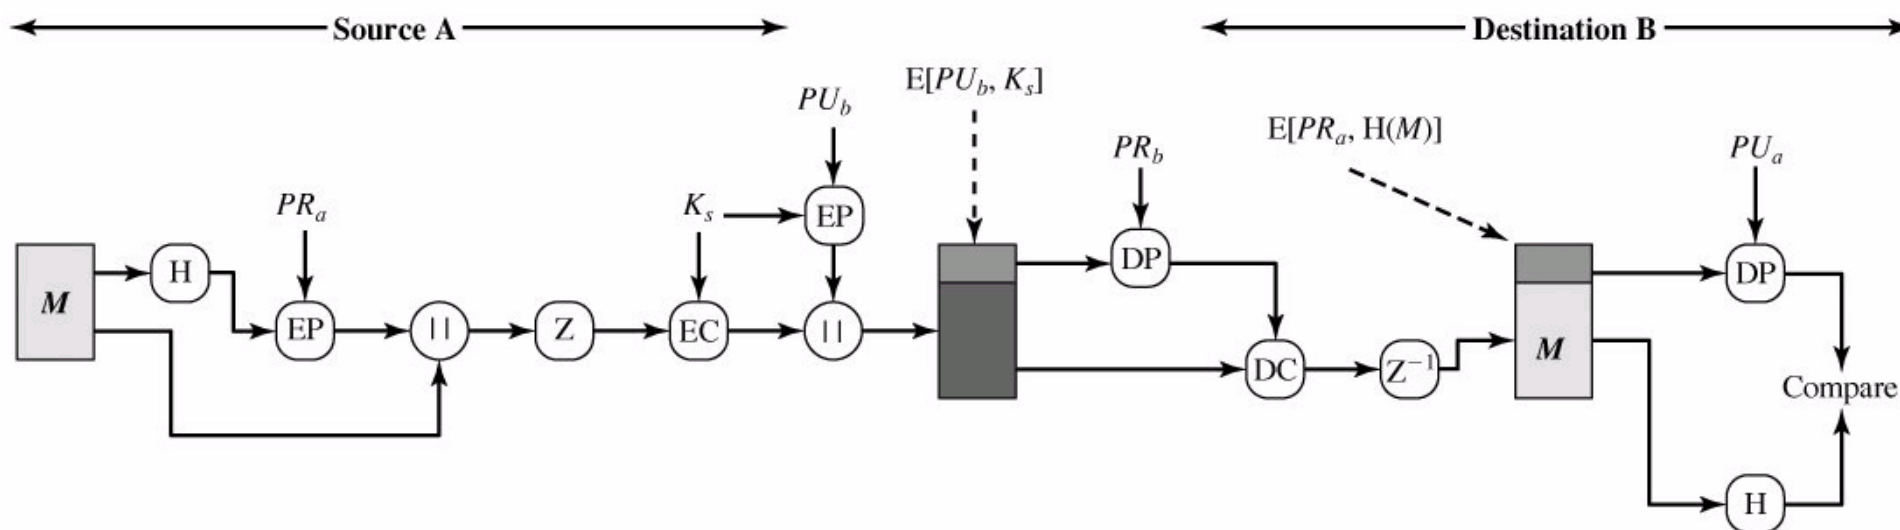 Source A
Destination B
E[PU_b, K_s]
PU_b
E[PR_a, H(M)]
PR_b
PU_a
PR_a
K_s
EP
H
DP
DP
M
EP
||
Z
EC
||
DC
Z⁻¹
M
Compare
H